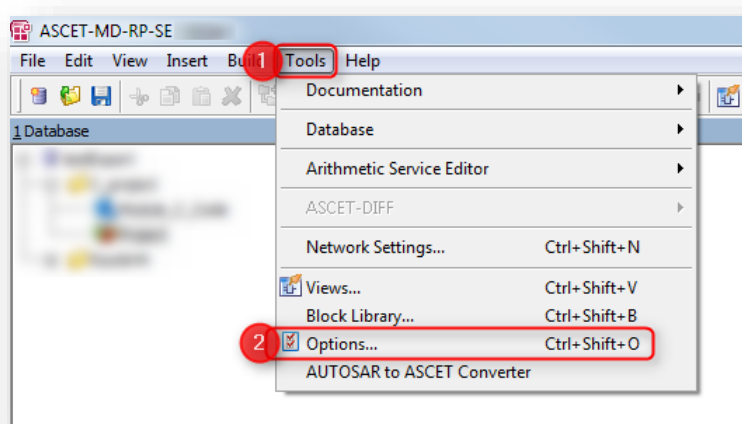 ASCET-MD-RP-SE
File Edit View Insert Buil 1 Tools Help
Documentation
1 Database
Database
Arithmetic Service Editor
ASCET-DIFF
Network Settings... Ctrl+Shift+N
Views... Ctrl+Shift+V
Block Library... Ctrl+Shift+B
2 Options... Ctrl+Shift+O
AUTOSAR to ASCET Converter